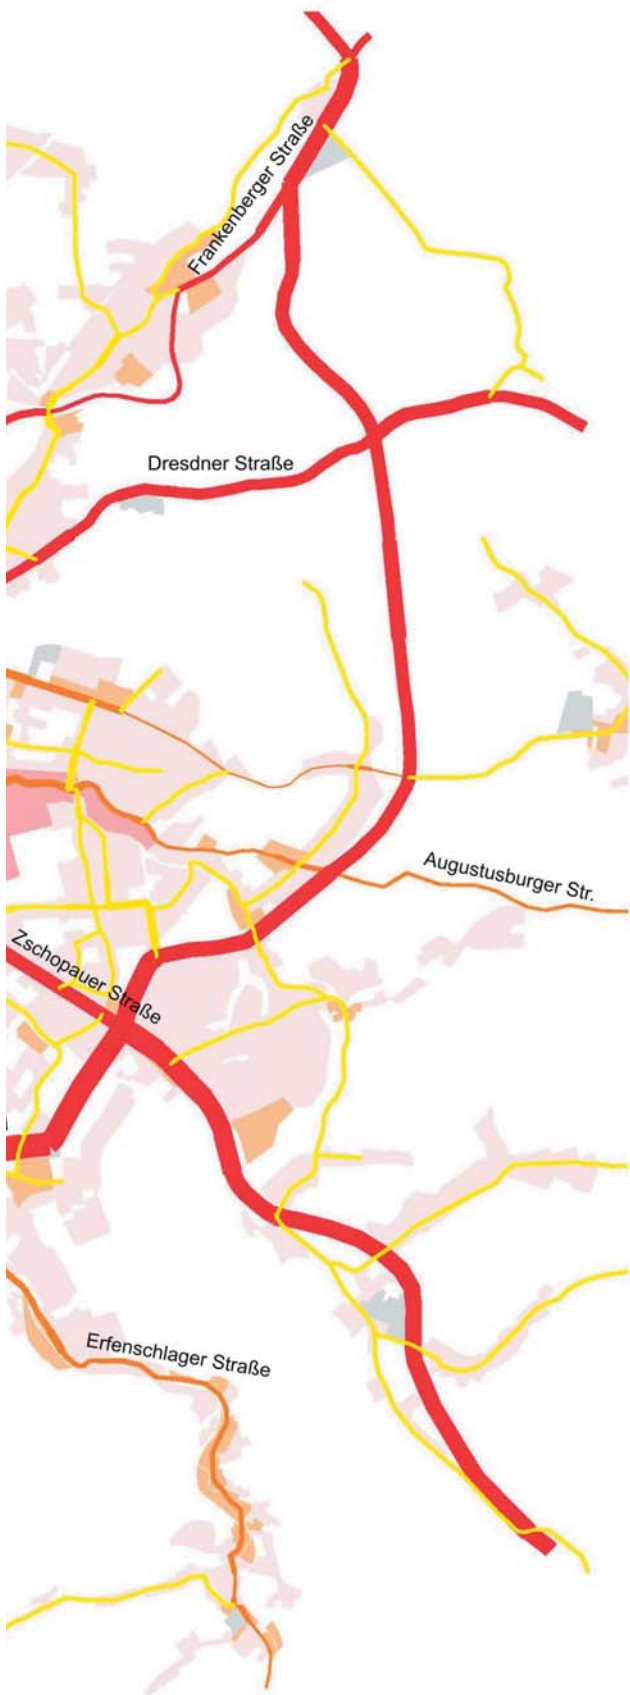 Frankenberger Straße
Dresdner Straße
Augustusburger Str.
Zschopauer Straße
Erfenschlager Straße